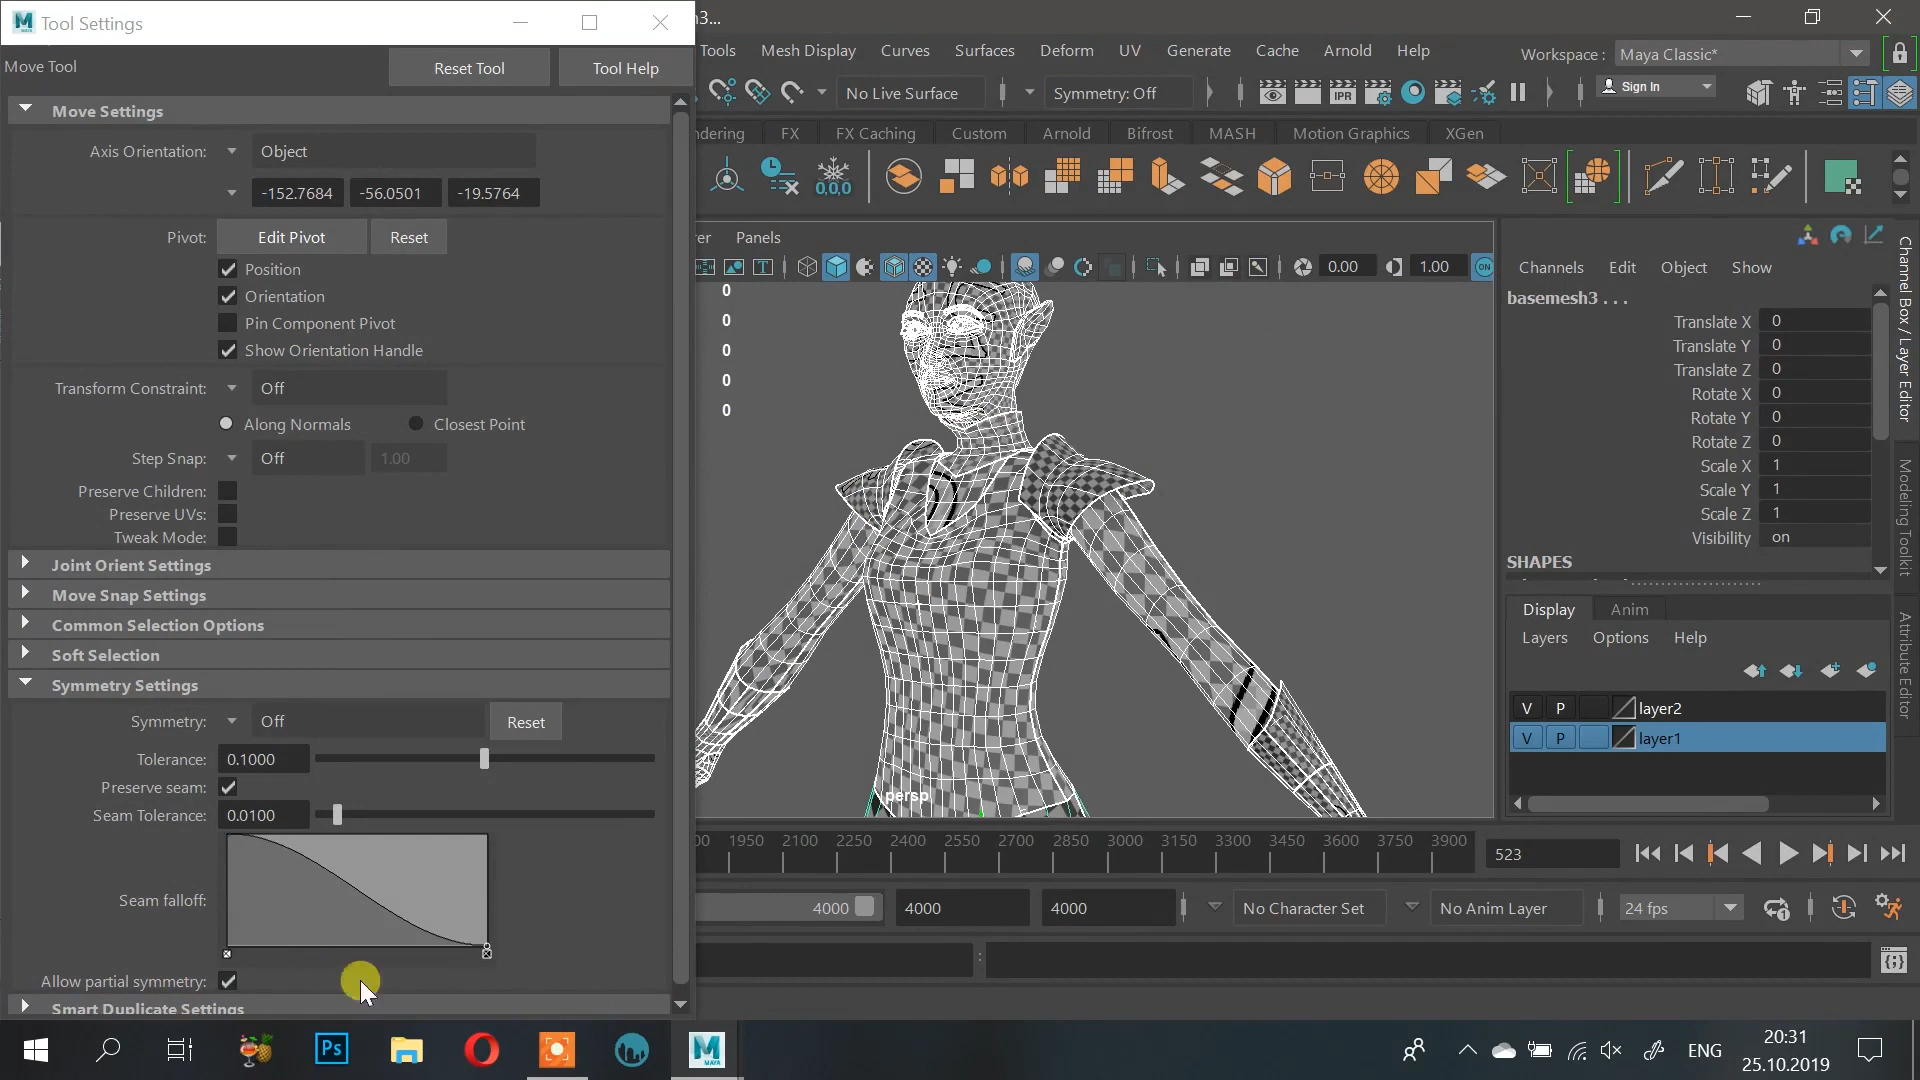 Tool Settings
Move Tool
Reset Tool
Tool Help
Move Settings
Axis Orientation:
Object
-152.7684
-56.0501
-19.5764
Pivot:
Edit Pivot
Reset
Position
Orientation
Pin Component Pivot
Show Orientation Handle
Transform Constraint:
Off
Along Normals
Closest Point
Step Snap:
Off
1.00
Preserve Children:
Preserve UVs:
Tweak Mode:
Joint Orient Settings
Move Snap Settings
Common Selection Options
Soft Selection
Symmetry Settings
Symmetry:
Off
Reset
Tolerance:
0.1000
Preserve seam:
Seam Tolerance:
0.0100
Seam falloff:
Allow partial symmetry:
Smart Duplicate Settings
Tools
Mesh Display
Curves
Surfaces
Deform
UV
Generate
Cache
Arnold
Help
Workspace :
Maya Classic*
No Live Surface
Symmetry: Off
IPR
Sign In
FX
FX Caching
Custom
Arnold
Bifrost
MASH
Motion Graphics
XGen
0,0,0
Panels
0.00
1.00
ON
0
0
0
0
0
persp
Channels
Edit
Object
Show
basemesh3 . . .
Translate X
0
Translate Y
0
Translate Z
0
Rotate X
0
Rotate Y
0
Rotate Z
0
Scale X
1
Scale Y
1
Scale Z
1
Visibility
on
SHAPES
Display
Anim
Layers
Options
Help
V
P
layer2
V
P
layer1
Channel Box / Layer Editor
Modeling Toolkit
Attribute Editor
1950
2100
2250
2400
2550
2700
2850
3000
3150
3300
3450
3600
3750
3900
523
4000
4000
4000
No Character Set
No Anim Layer
24 fps
:
Ps
MAYA
ENG
20:31
25.10.2019